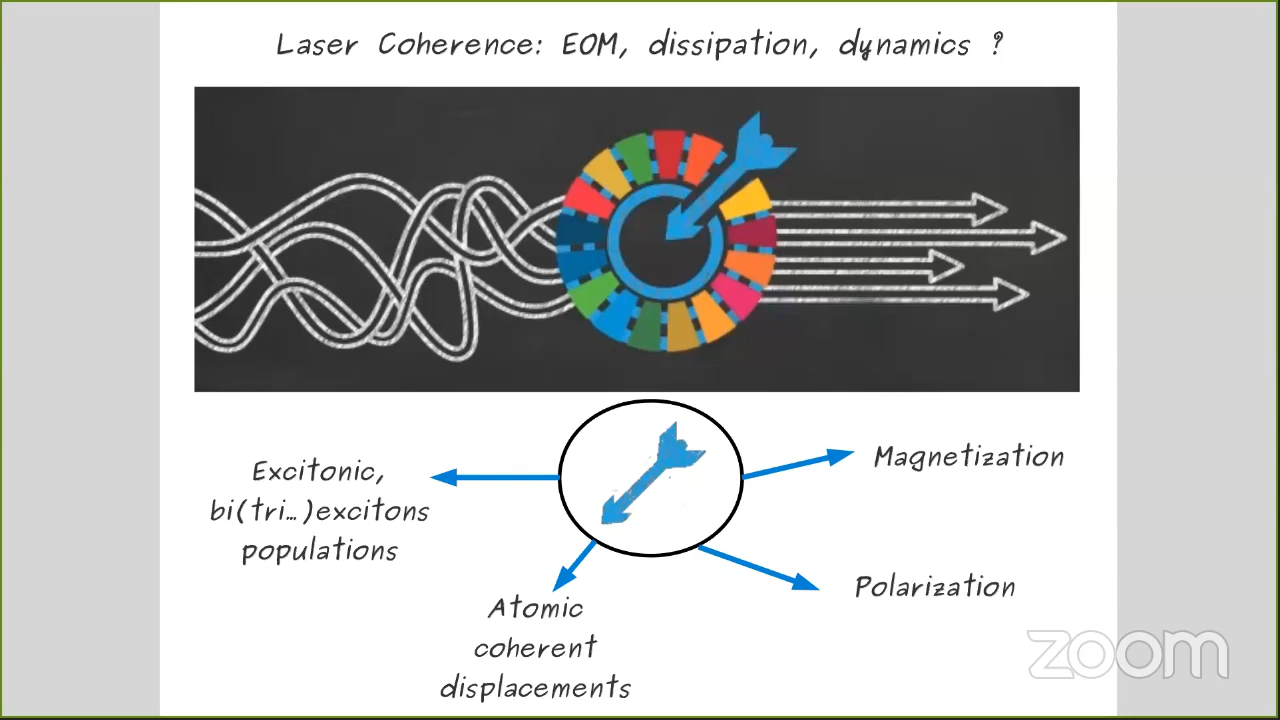 Laser Coherence: EOM, dissipation, dynamics ?
Excitonic,
bi(tri...)excitons
populations
Magnetization
Atomic
coherent
displacements
Polarization
zoom